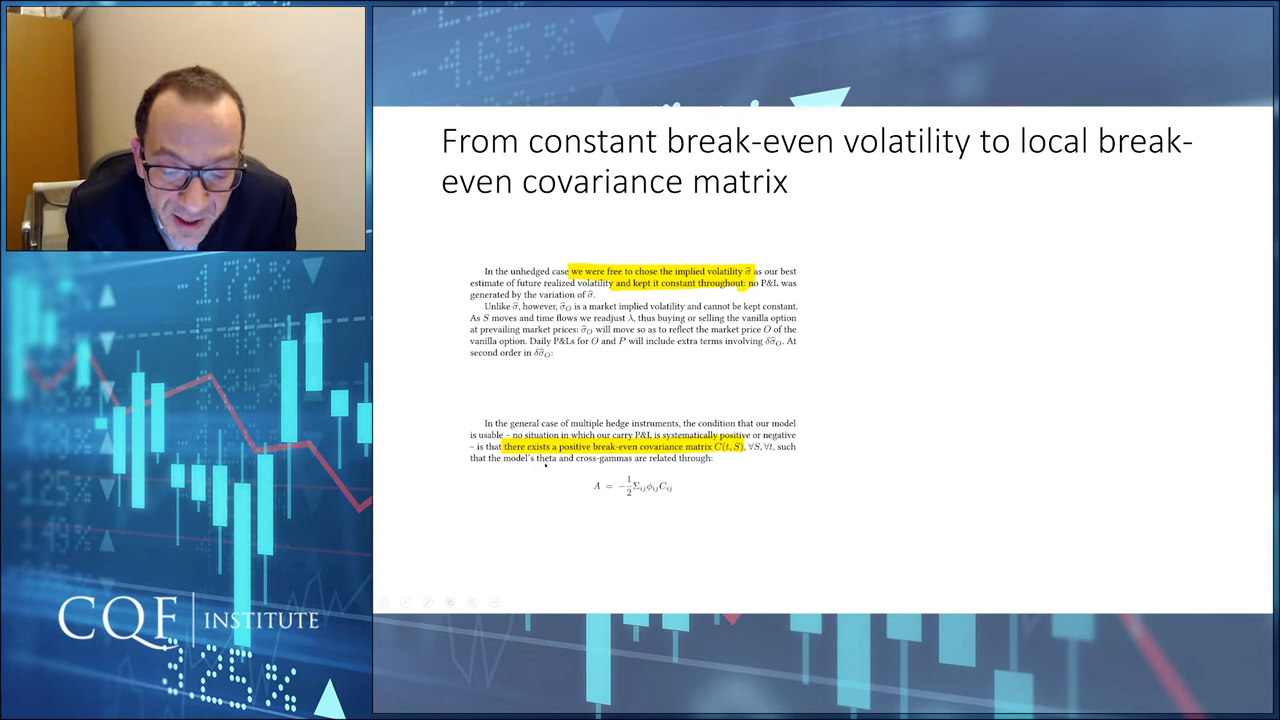 -4.65%
-1.72%
From constant break-even volatility to local break-
even covariance matrix
In the unhedged case we were free to chose the implied volatility σ̂ as our best
estimate of future realized volatility and kept it constant throughout: no P&L was
generated by the variation of σ̂.
Unlike σ̂, however, σ̂_O is a market implied volatility and cannot be kept constant.
As S moves and time flows we readjust λ, thus buying or selling the vanilla option
at prevailing market prices: σ̂_O will move so as to reflect the market price O of the
vanilla option. Daily P&Ls for O and P will include extra terms involving δσ̂_O. At
second order in δσ̂_O:
In the general case of multiple hedge instruments, the condition that our model
is usable – no situation in which our carry P&L is systematically positive or negative
– is that there exists a positive break-even covariance matrix C(t, S), ∀S, ∀t, such
that the model's theta and cross-gammas are related through:
A = −1/2 Σ_ij φ_ij C_ij
CQF INSTITUTE